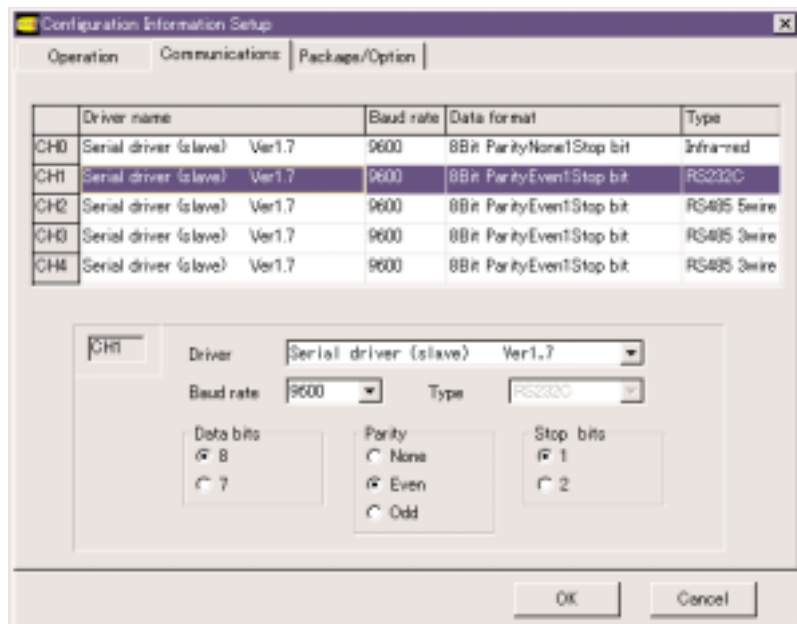 Configuration Information Setup
Operation Communications Package/Option
Driver name Baud rate Data format Type
CH0 Serial driver (slave) Ver1.7 9600 8Bit ParityNone1Stop bit Infra-red
CH1 Serial driver (slave) Ver1.7 9600 8Bit ParityEven1Stop bit RS232C
CH2 Serial driver (slave) Ver1.7 9600 8Bit ParityEven1Stop bit RS485 5wire
CH3 Serial driver (slave) Ver1.7 9600 8Bit ParityEven1Stop bit RS485 3wire
CH4 Serial driver (slave) Ver1.7 9600 8Bit ParityEven1Stop bit RS485 3wire
CH1
Driver Serial driver (slave) Ver1.7
Baud rate 9600 Type RS232C
Data bits Parity Stop bits
8 None 1
7 Even 2
Odd
OK Cancel